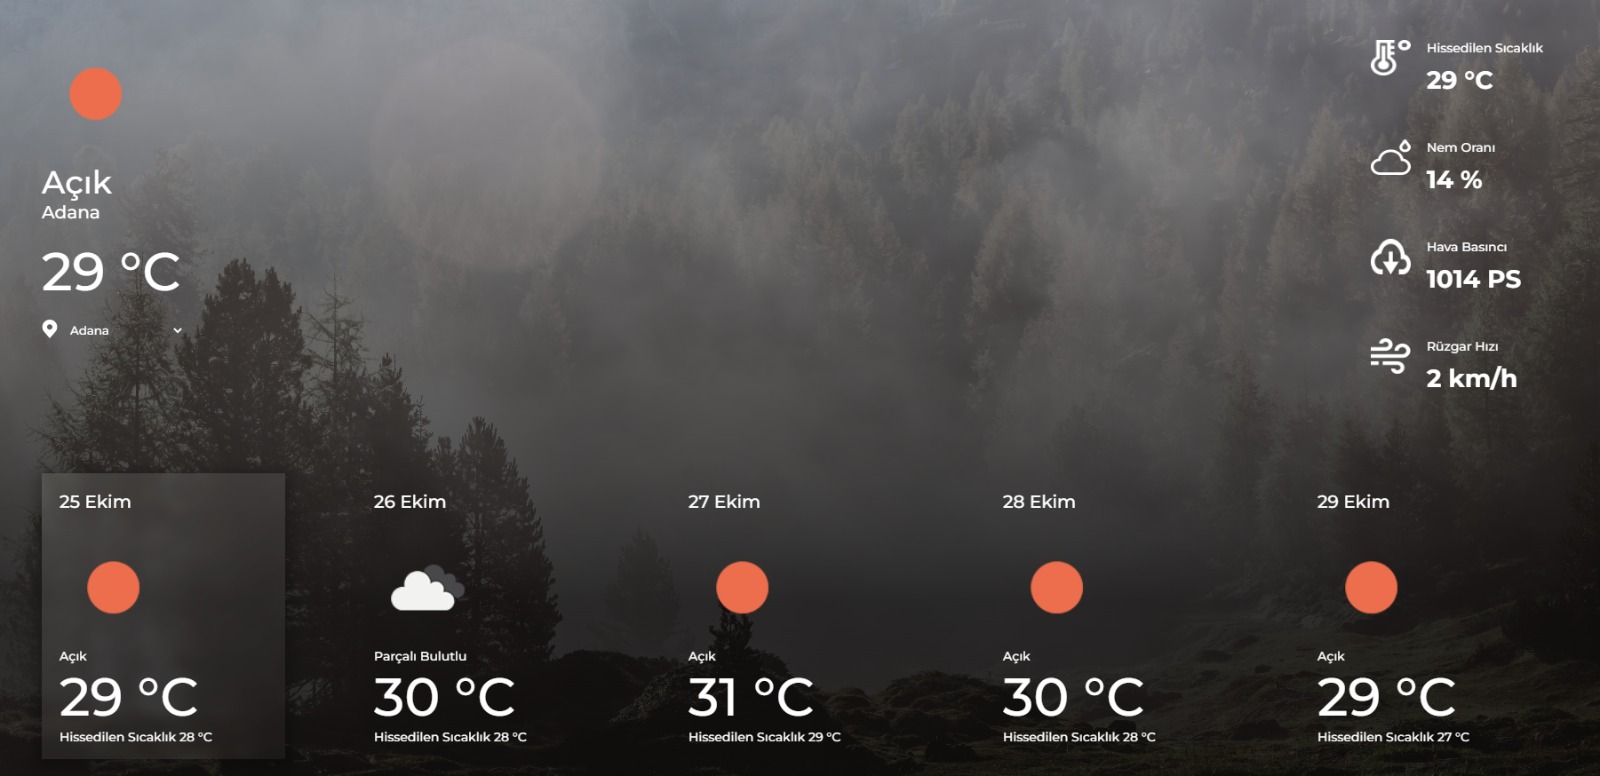 Açık
Adana
29 °C
Adana
Hissedilen Sıcaklık
29 °C
Nem Oranı
14 %
Hava Basıncı
1014 PS
Rüzgar Hızı
2 km/h
25 Ekim
Açık
29 °C
Hissedilen Sıcaklık 28 °C
26 Ekim
Parçalı Bulutlu
30 °C
Hissedilen Sıcaklık 28 °C
27 Ekim
Açık
31 °C
Hissedilen Sıcaklık 29 °C
28 Ekim
Açık
30 °C
Hissedilen Sıcaklık 28 °C
29 Ekim
Açık
29 °C
Hissedilen Sıcaklık 27 °C